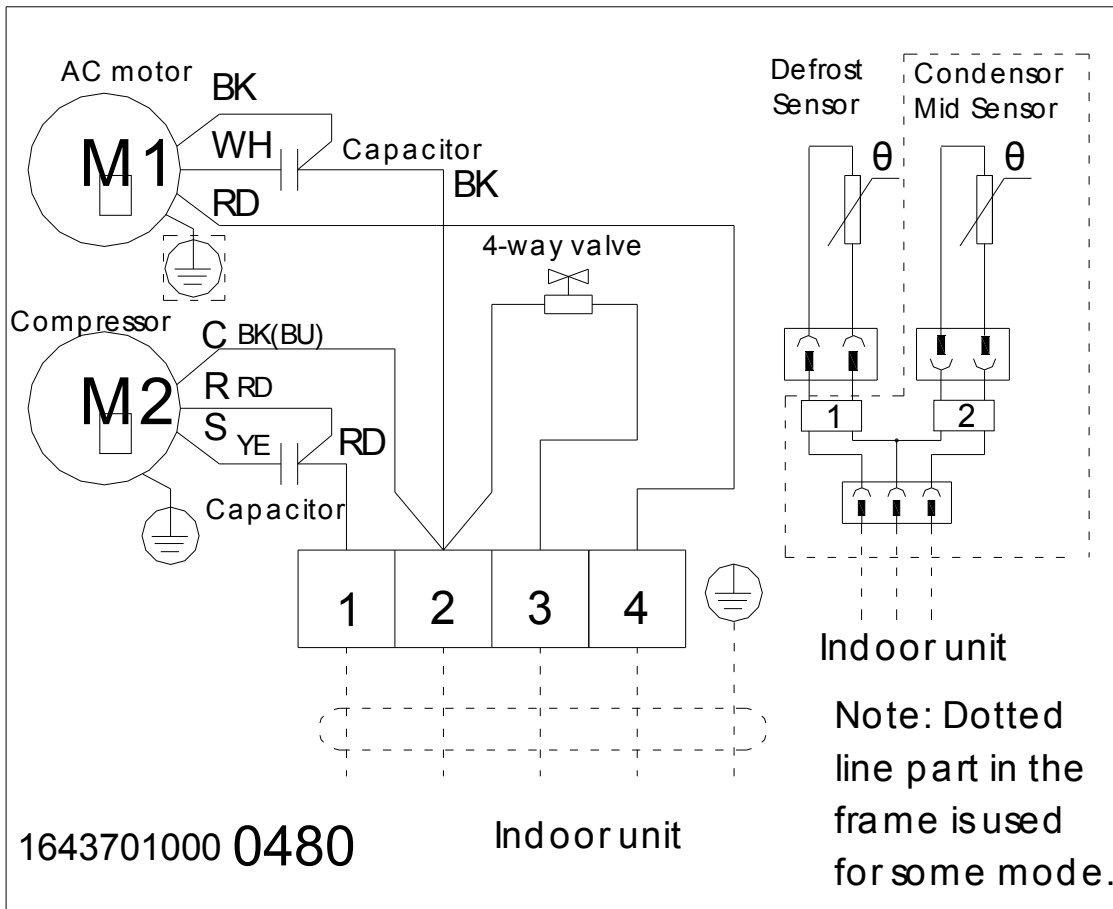 AC motor
BK
M1
WH
Capacitor
BK
RD
4-way valve
Compressor
C BK(BU)
M2
R RD
S YE
RD
Capacitor
1 2 3 4
Indoor unit
1643701000 0480
Defrost
Sensor
Condensor
Mid Sensor
θ
θ
1
2
Indoor unit
Note: Dotted
line part in the
frame is used
for some mode.